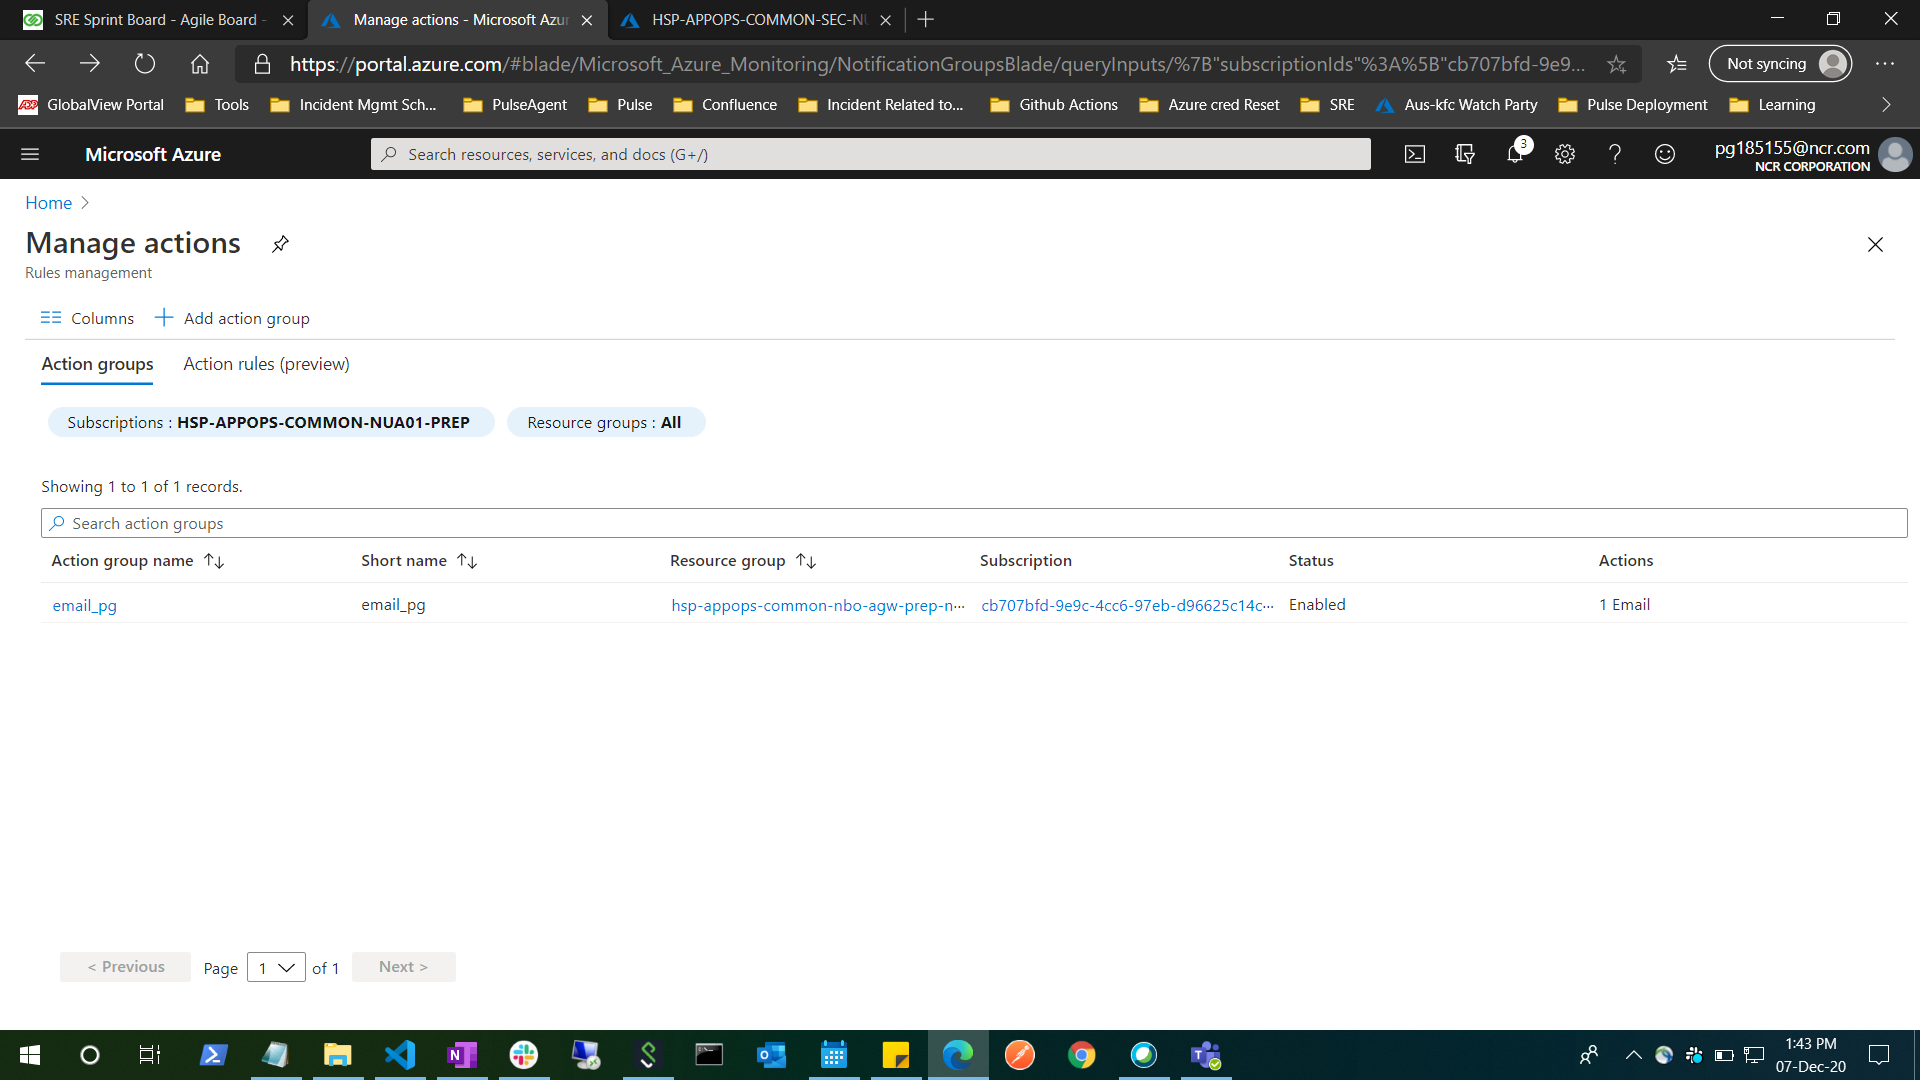 SRE Sprint Board - Agile Board -
Manage actions - Microsoft Azu
HSP-APPOPS-COMMON-SEC-NU
https://portal.azure.com/#blade/Microsoft_Azure_Monitoring/NotificationGroupsBlade/queryInputs/%7B"subscriptionIds"%3A%5B"cb707bfd-9e9...
Not syncing
GlobalView Portal
Tools
Incident Mgmt Sch...
PulseAgent
Pulse
Confluence
Incident Related to...
Github Actions
Azure cred Reset
SRE
Aus-kfc Watch Party
Pulse Deployment
Learning
Microsoft Azure
Search resources, services, and docs (G+/)
3
pg185155@ncr.com
NCR CORPORATION
Home
Manage actions
Rules management
Columns
Add action group
Action groups
Action rules (preview)
Subscriptions : HSP-APPOPS-COMMON-NUA01-PREP
Resource groups : All
Showing 1 to 1 of 1 records.
Search action groups
Action group name
Short name
Resource group
Subscription
Status
Actions
email_pg
email_pg
hsp-appops-common-nbo-agw-prep-n···
cb707bfd-9e9c-4cc6-97eb-d96625c14c···
Enabled
1 Email
< Previous
Page
1
of 1
Next >
1:43 PM
07-Dec-20